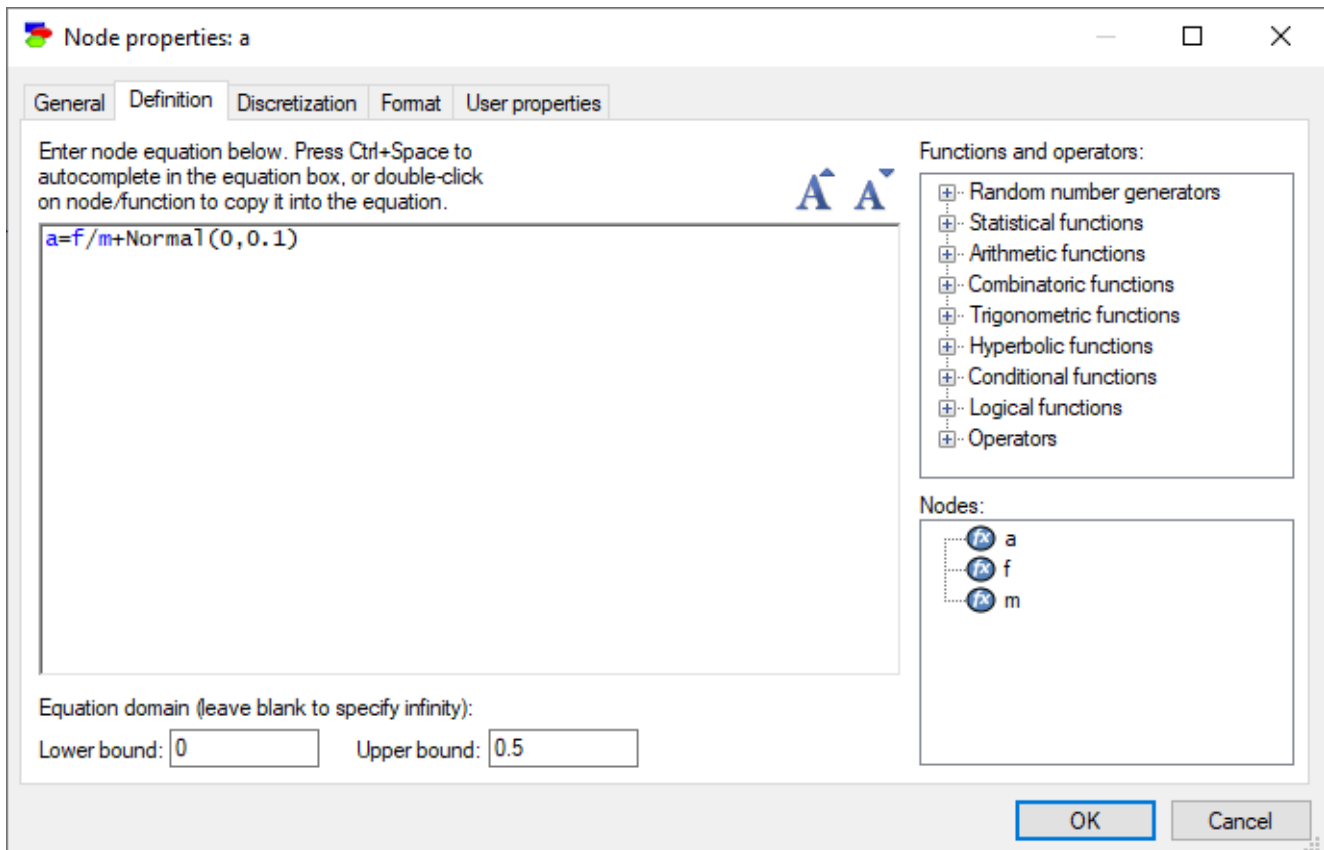 Node properties: a
General Definition Discretization Format User properties
Enter node equation below. Press Ctrl+Space to
autocomplete in the equation box, or double-click
on node/function to copy it into the equation.
A A
a=f/m+Normal(0,0.1)
Equation domain (leave blank to specify infinity):
Lower bound: 0 Upper bound: 0.5
Functions and operators:
Random number generators
Statistical functions
Arithmetic functions
Combinatoric functions
Trigonometric functions
Hyperbolic functions
Conditional functions
Logical functions
Operators
Nodes:
fx a
fx f
fx m
OK Cancel